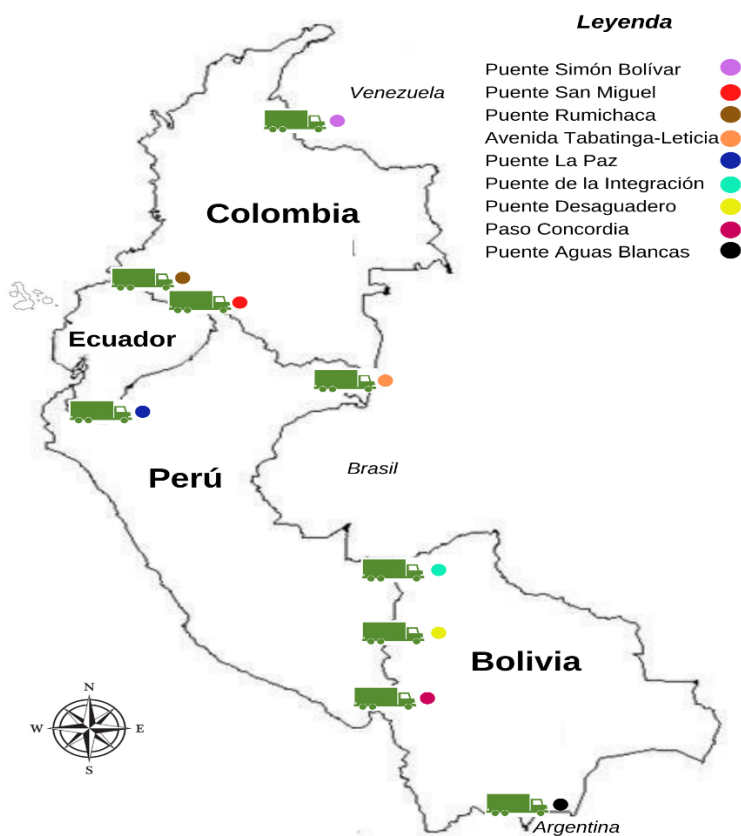 Leyenda
Puente Simón Bolívar
Puente San Miguel
Puente Rumichaca
Avenida Tabatinga-Leticia
Puente La Paz
Puente de la Integración
Puente Desaguadero
Paso Concordia
Puente Aguas Blancas
Venezuela
Colombia
Ecuador
Perú
Brasil
Bolivia
Argentina
N
W E
S